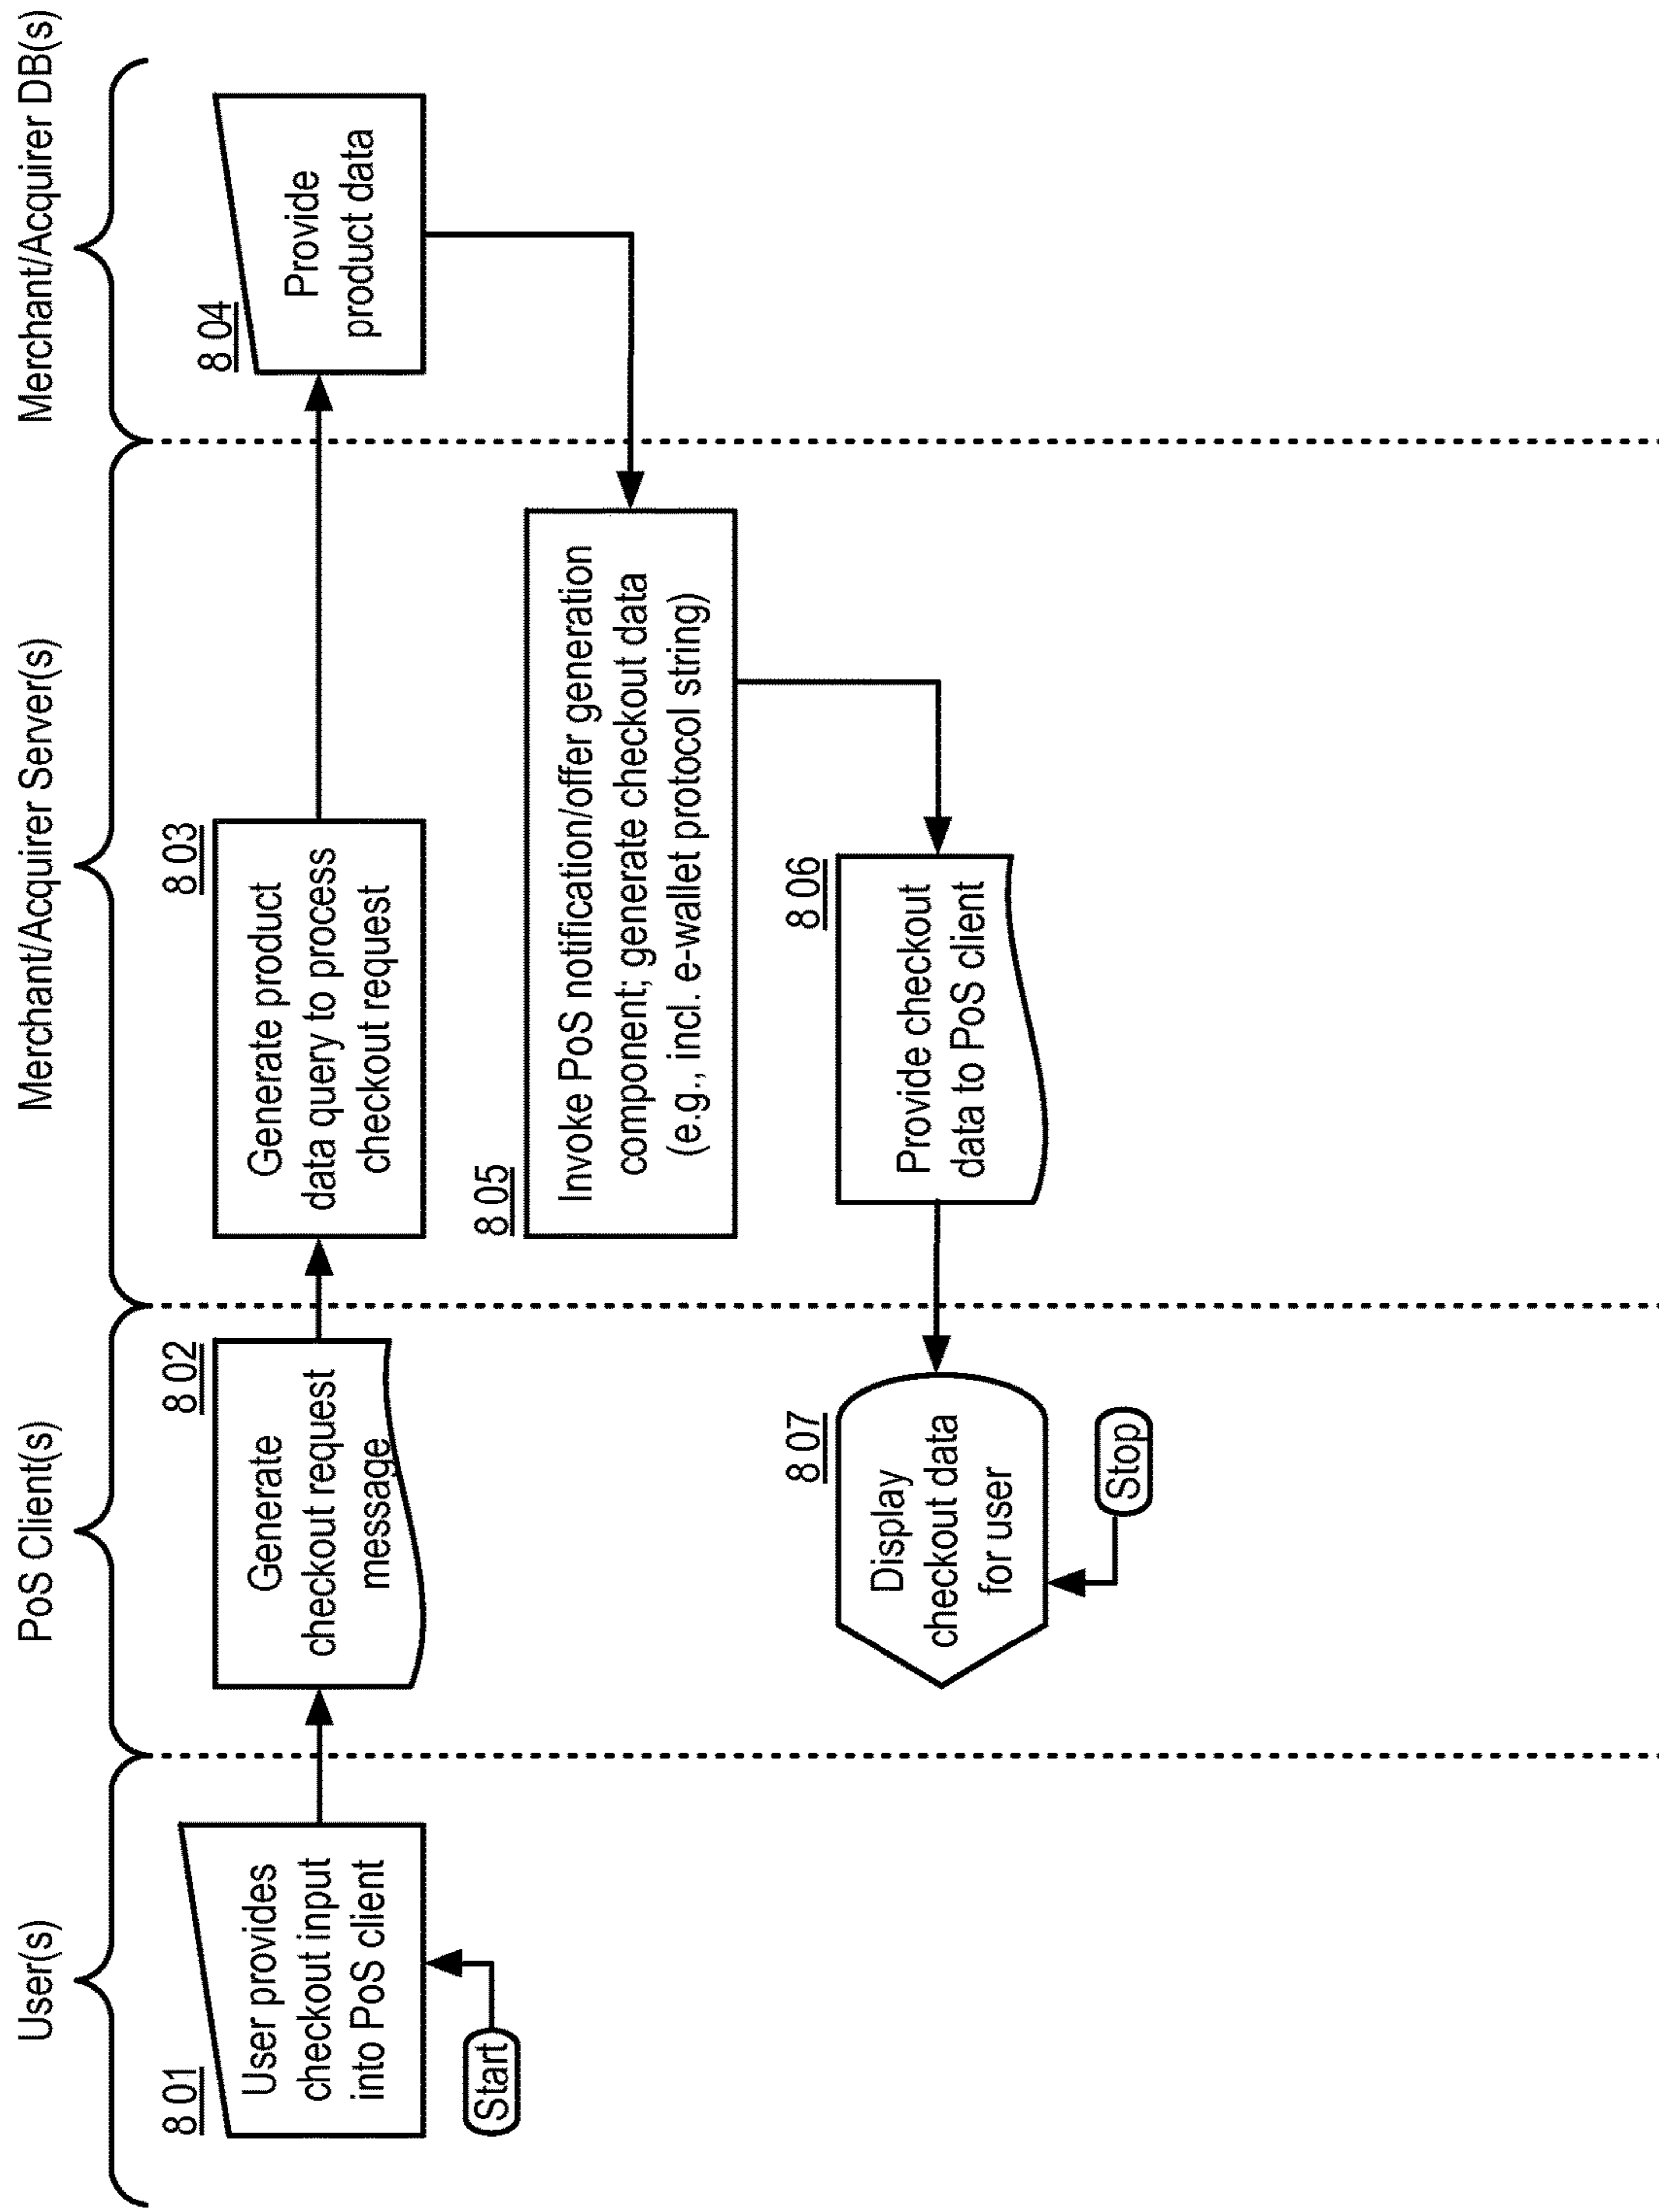 User(s)
PoS Client(s)
Merchant/Acquirer Server(s)
Merchant/Acquirer DB(s)
8 01
User provides
checkout input
into PoS client
Start
8 02
Generate
checkout request
message
8 03
Generate product
data query to process
checkout request
8 04
Provide
product data
8 05
Invoke PoS notification/offer generation
component; generate checkout data
(e.g., incl. e-wallet protocol string)
8 06
Provide checkout
data to PoS client
8 07
Display
checkout data
for user
Stop